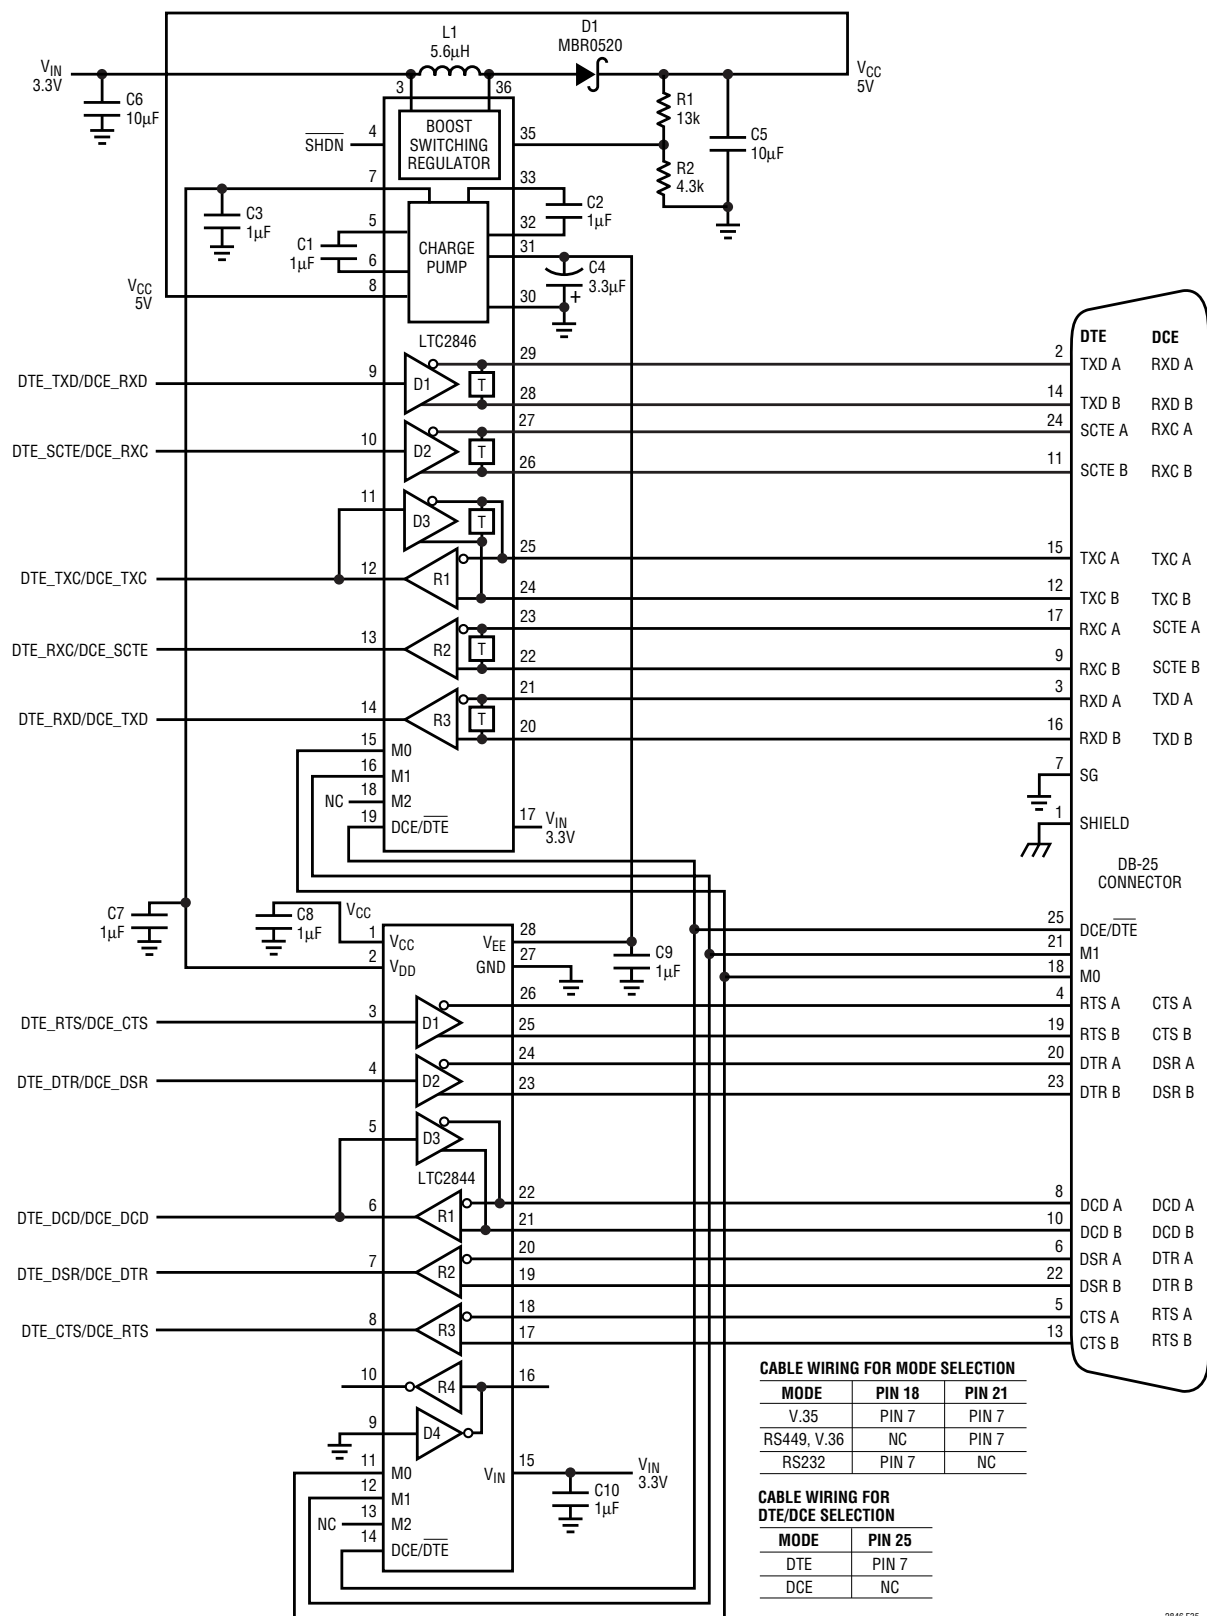 L1
5.6µH
D1
MBR0520
VIN
3.3V
C6
10µF
3
36
VCC
5V
R1
13k
C5
10µF
R2
4.3k
SHDN
4
BOOST
SWITCHING
REGULATOR
35
7
33
C2
1µF
C3
1µF
5
32
C1
1µF
CHARGE
PUMP
31
6
C4
3.3µF
+
VCC
5V
8
30
LTC2846
DTE_TXD/DCE_RXD
9
D1
T
29
28
DTE_SCTE/DCE_RXC
10
D2
T
27
26
11
D3
T
DTE_TXC/DCE_TXC
12
R1
25
24
DTE_RXC/DCE_SCTE
13
R2
T
23
22
DTE_RXD/DCE_TXD
14
R3
T
21
20
15
M0
16
M1
NC
18
M2
19
DCE/DTE
17
VIN
3.3V
DTE
DCE
2
TXD A
RXD A
14
TXD B
RXD B
24
SCTE A
RXC A
11
SCTE B
RXC B
15
TXC A
TXC A
12
TXC B
TXC B
17
RXC A
SCTE A
9
RXC B
SCTE B
3
RXD A
TXD A
16
RXD B
TXD B
7
SG
1
SHIELD
DB-25
CONNECTOR
25
DCE/DTE
21
M1
18
M0
4
RTS A
CTS A
19
RTS B
CTS B
20
DTR A
DSR A
23
DTR B
DSR B
8
DCD A
DCD A
10
DCD B
DCD B
6
DSR A
DTR A
22
DSR B
DTR B
5
CTS A
RTS A
13
CTS B
RTS B
C7
1µF
C8
1µF
VCC
1
VCC
2
VDD
VEE
28
GND
27
C9
1µF
DTE_RTS/DCE_CTS
3
D1
26
25
DTE_DTR/DCE_DSR
4
D2
24
23
5
D3
LTC2844
DTE_DCD/DCE_DCD
6
R1
22
21
DTE_DSR/DCE_DTR
7
R2
20
19
DTE_CTS/DCE_RTS
8
R3
18
17
10
R4
16
9
D4
11
M0
12
M1
NC
13
M2
14
DCE/DTE
VIN
15
VIN
3.3V
C10
1µF
CABLE WIRING FOR MODE SELECTION
MODE PIN 18 PIN 21
V.35 PIN 7 PIN 7
RS449, V.36 NC PIN 7
RS232 PIN 7 NC
CABLE WIRING FOR
DTE/DCE SELECTION
MODE PIN 25
DTE PIN 7
DCE NC